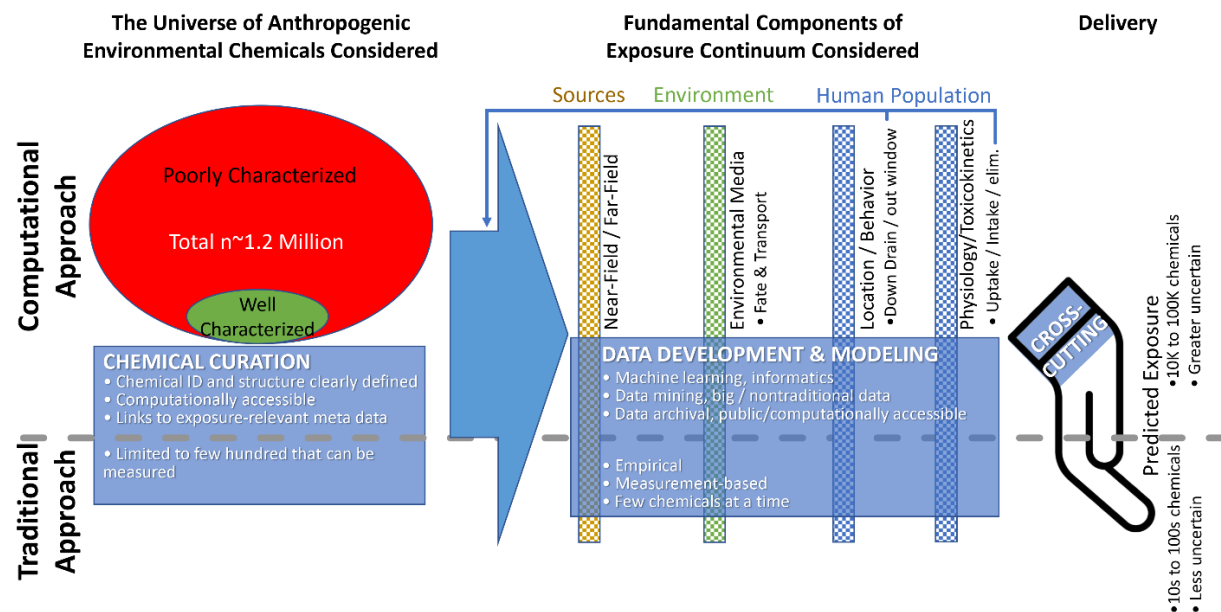 The Universe of Anthropogenic
Environmental Chemicals Considered
Fundamental Components of
Exposure Continuum Considered
Delivery
Computational
Approach
Traditional
Approach
Poorly Characterized
Total n~1.2 Million
Well
Characterized
CHEMICAL CURATION
• Chemical ID and structure clearly defined
• Computationally accessible
• Links to exposure-relevant meta data
• Limited to few hundred that can be
measured
Sources
Environment
Human Population
Near-Field / Far-Field
Environmental Media
• Fate & Transport
Location / Behavior
•Down Drain / out window
Physiology/Toxicokinetics
• Uptake / Intake / elim.
DATA DEVELOPMENT & MODELING
• Machine learning, informatics
• Data mining, big / nontraditional data
• Data archival, public/computationally accessible
• Empirical
• Measurement-based
• Few chemicals at a time
CROSS-
CUTTING
Predicted Exposure
•10K to 100K chemicals
• Greater uncertain
•10s to 100s chemicals
• Less uncertain